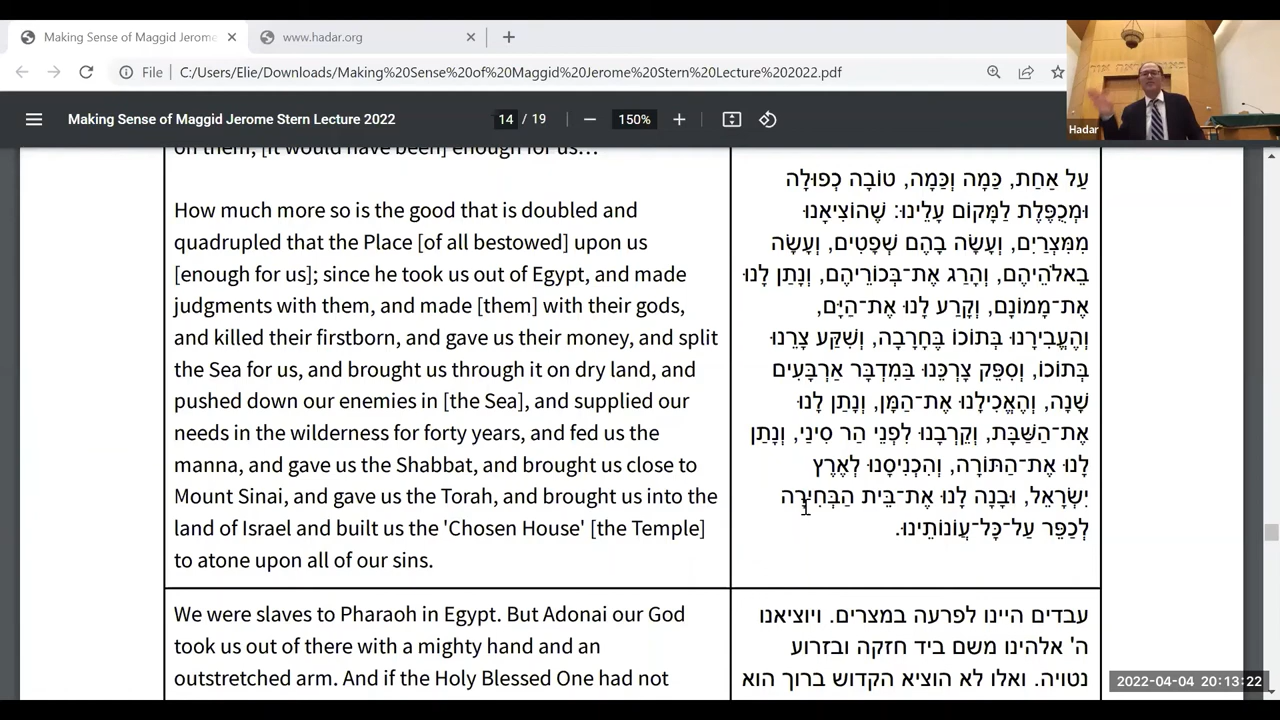 Making Sense of Maggid Jerome
www.hadar.org
File
C:/Users/Elie/Downloads/Making%20Sense%20of%20Maggid%20Jerome%20Stern%20Lecture%202022.pdf
Hadar
Making Sense of Maggid Jerome Stern Lecture 2022
14 / 19
150%
on them, [it would have been] enough for us…
How much more so is the good that is doubled and
quadrupled that the Place [of all bestowed] upon us
[enough for us]; since he took us out of Egypt, and made
judgments with them, and made [them] with their gods,
and killed their firstborn, and gave us their money, and split
the Sea for us, and brought us through it on dry land, and
pushed down our enemies in [the Sea], and supplied our
needs in the wilderness for forty years, and fed us the
manna, and gave us the Shabbat, and brought us close to
Mount Sinai, and gave us the Torah, and brought us into the
land of Israel and built us the 'Chosen House' [the Temple]
to atone upon all of our sins.
עַל אַחַת, כַּמָה וְכַּמָה, טוֹבָה כְפוּלָה
וּמְכֻפֶּלֶת לַמָּקוֹם עָלֵינוּ: שֶׁהוֹצִיאָנוּ
מִמִּצְרַיִם, וְעָשָׂה בָהֶם שְׁפָטִים, וְעָשָׂה
בֵאלֹהֵיהֶם, וְהָרַג אֶת־בְּכוֹרֵיהֶם, וְנָתַן לָנוּ
אֶת־מָמוֹנָם, וְקָרַע לָנוּ אֶת־הַיָּם,
וְהֶעֱבִירָנוּ בְּתוֹכוֹ בֶּחָרָבָה, וְשִׁקַּע צָרֵנוּ
בְּתוֹכוֹ, וְסִפֵּק צָרְכֵּנוּ בַּמִדְבָּר אַרְבָּעִים
שָׁנָה, וְהֶאֱכִילָנוּ אֶת־הַמָּן, וְנָתַן לָנוּ
אֶת־הַשַּׁבָּת, וְקֵרְבָנוּ לִפְנֵי הַר סִינַי, וְנָתַן
לָנוּ אֶת־הַתּוֹרָה, וְהִכְנִיסָנוּ לְאֶרֶץ
יִשְׂרָאֵל, וּבָנָה לָנוּ אֶת־בֵּית הַבְּחִירָה
לְכַפֵּר עַל־כָּל־עֲוֹנוֹתֵינוּ.
We were slaves to Pharaoh in Egypt. But Adonai our God
took us out of there with a mighty hand and an
outstretched arm. And if the Holy Blessed One had not
עבדים היינו לפרעה במצרים. ויוציאנו
ה' אלהינו משם ביד חזקה ובזרוע
נטויה. ואלו לא הוציא הקדוש ברוך הוא
2022-04-04 20:13:22